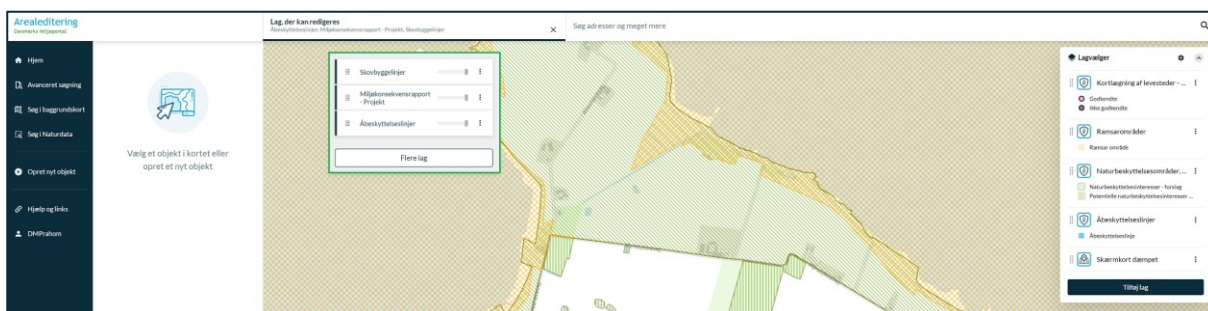 Arealeditering
Danmarks Miljøportal
Lag, der kan redigeres
Åbeskyttelseslinjer, Miljøkonsekvensrapport - Projekt, Skovbyggelinjer
Søg adresser og meget mere
Hjem
Avanceret søgning
Søg i baggrundskort
Søg i Naturdata
Opret nyt objekt
Hjælp og links
DMPrahom
Vælg et objekt i kortet eller
opret et nyt objekt
Skovbyggelinjer
Miljøkonsekvensrapport
- Projekt
Åbeskyttelseslinjer
Flere lag
Lagvælger
Kortlægning af levesteder - ...
Godkendte
Ikke godkendte
Ramsarområder
Ramsar område
Naturbeskyttelsesområder, ...
Naturbeskyttelsesinteresser - forslag
Potentielle naturbeskyttelsesinteresser ...
Åbeskyttelseslinjer
Åbeskyttelseslinje
Skærmkort dæmpet
Tilføj lag